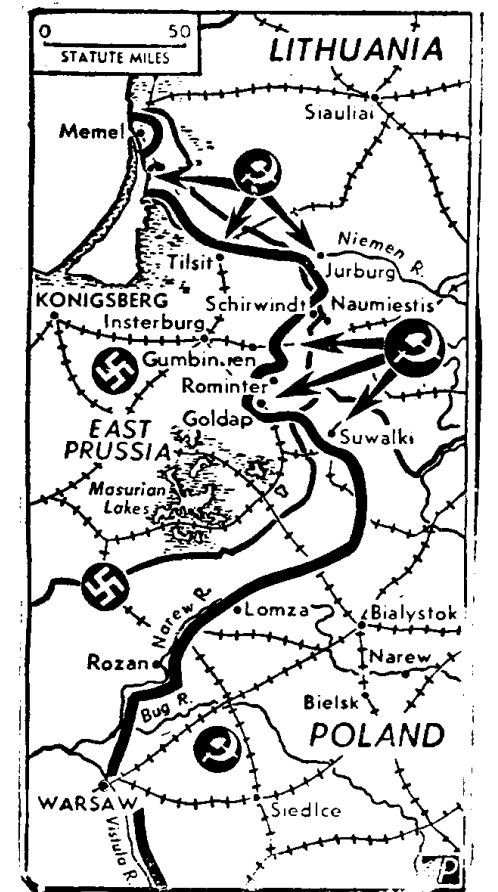 0 50
STATUTE MILES
LITHUANIA
Siauliai
Memel
Niemen R.
Tilsit
Jurburg
KONIGSBERG
Schirwindt
Naumiestis
Insterburg
Gumbinnen
Rominter
Goldap
EAST
PRUSSIA
Suwalki
Masurian
Lakes
Narew R.
Lomza
Bialystok
Rozan
Narew
Bug R.
Bielsk
POLAND
WARSAW
Siedlce
Vistula R.